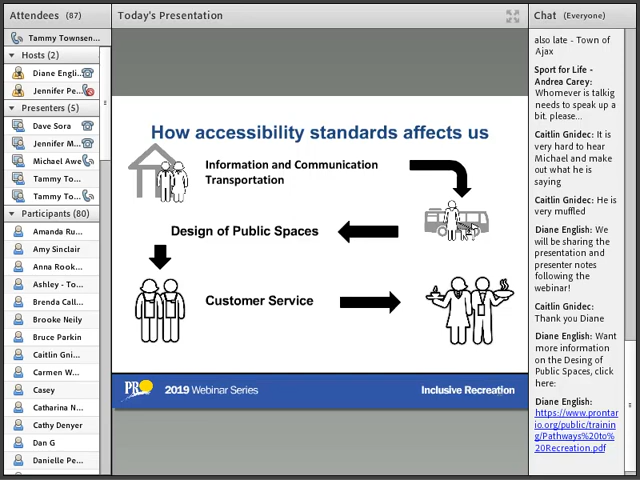 Attendees (87)
Tammy Townsen...
Hosts (2)
Diane Engli...
Jennifer Pe...
Presenters (5)
Dave Sora
Jennifer M...
Michael Awe
Tammy To...
Tammy To...
Participants (80)
Amanda Ru...
Amy Sinclair
Anna Rook...
Ashley - To...
Brenda Call...
Brooke Neily
Bruce Parkin
Caitlin Gni...
Carmen W...
Casey
Catharina N...
Cathy Denyer
Dan G
Danielle Pe...
Today's Presentation
How accessibility standards affects us
Information and Communication
Transportation
Design of Public Spaces
Customer Service
PRO
2019 Webinar Series
Inclusive Recreation
Chat (Everyone)
also late - Town of
Ajax
Sport for Life -
Andrea Carey:
Whomever is talkig
needs to speak up a
bit. please...
Caitlin Gnidec: It is
very hard to hear
Michael and make
out what he is
saying
Caitlin Gnidec: He is
very muffled
Diane English: We
will be sharing the
presentation and
presenter notes
following the
webinar!
Caitlin Gnidec:
Thank you Diane
Diane English: Want
more information
on the Desing of
Public Spaces, click
here:
Diane English:
https://www.prontar
io.org/public/trainin
g/Pathways%20to%
20Recreation.pdf